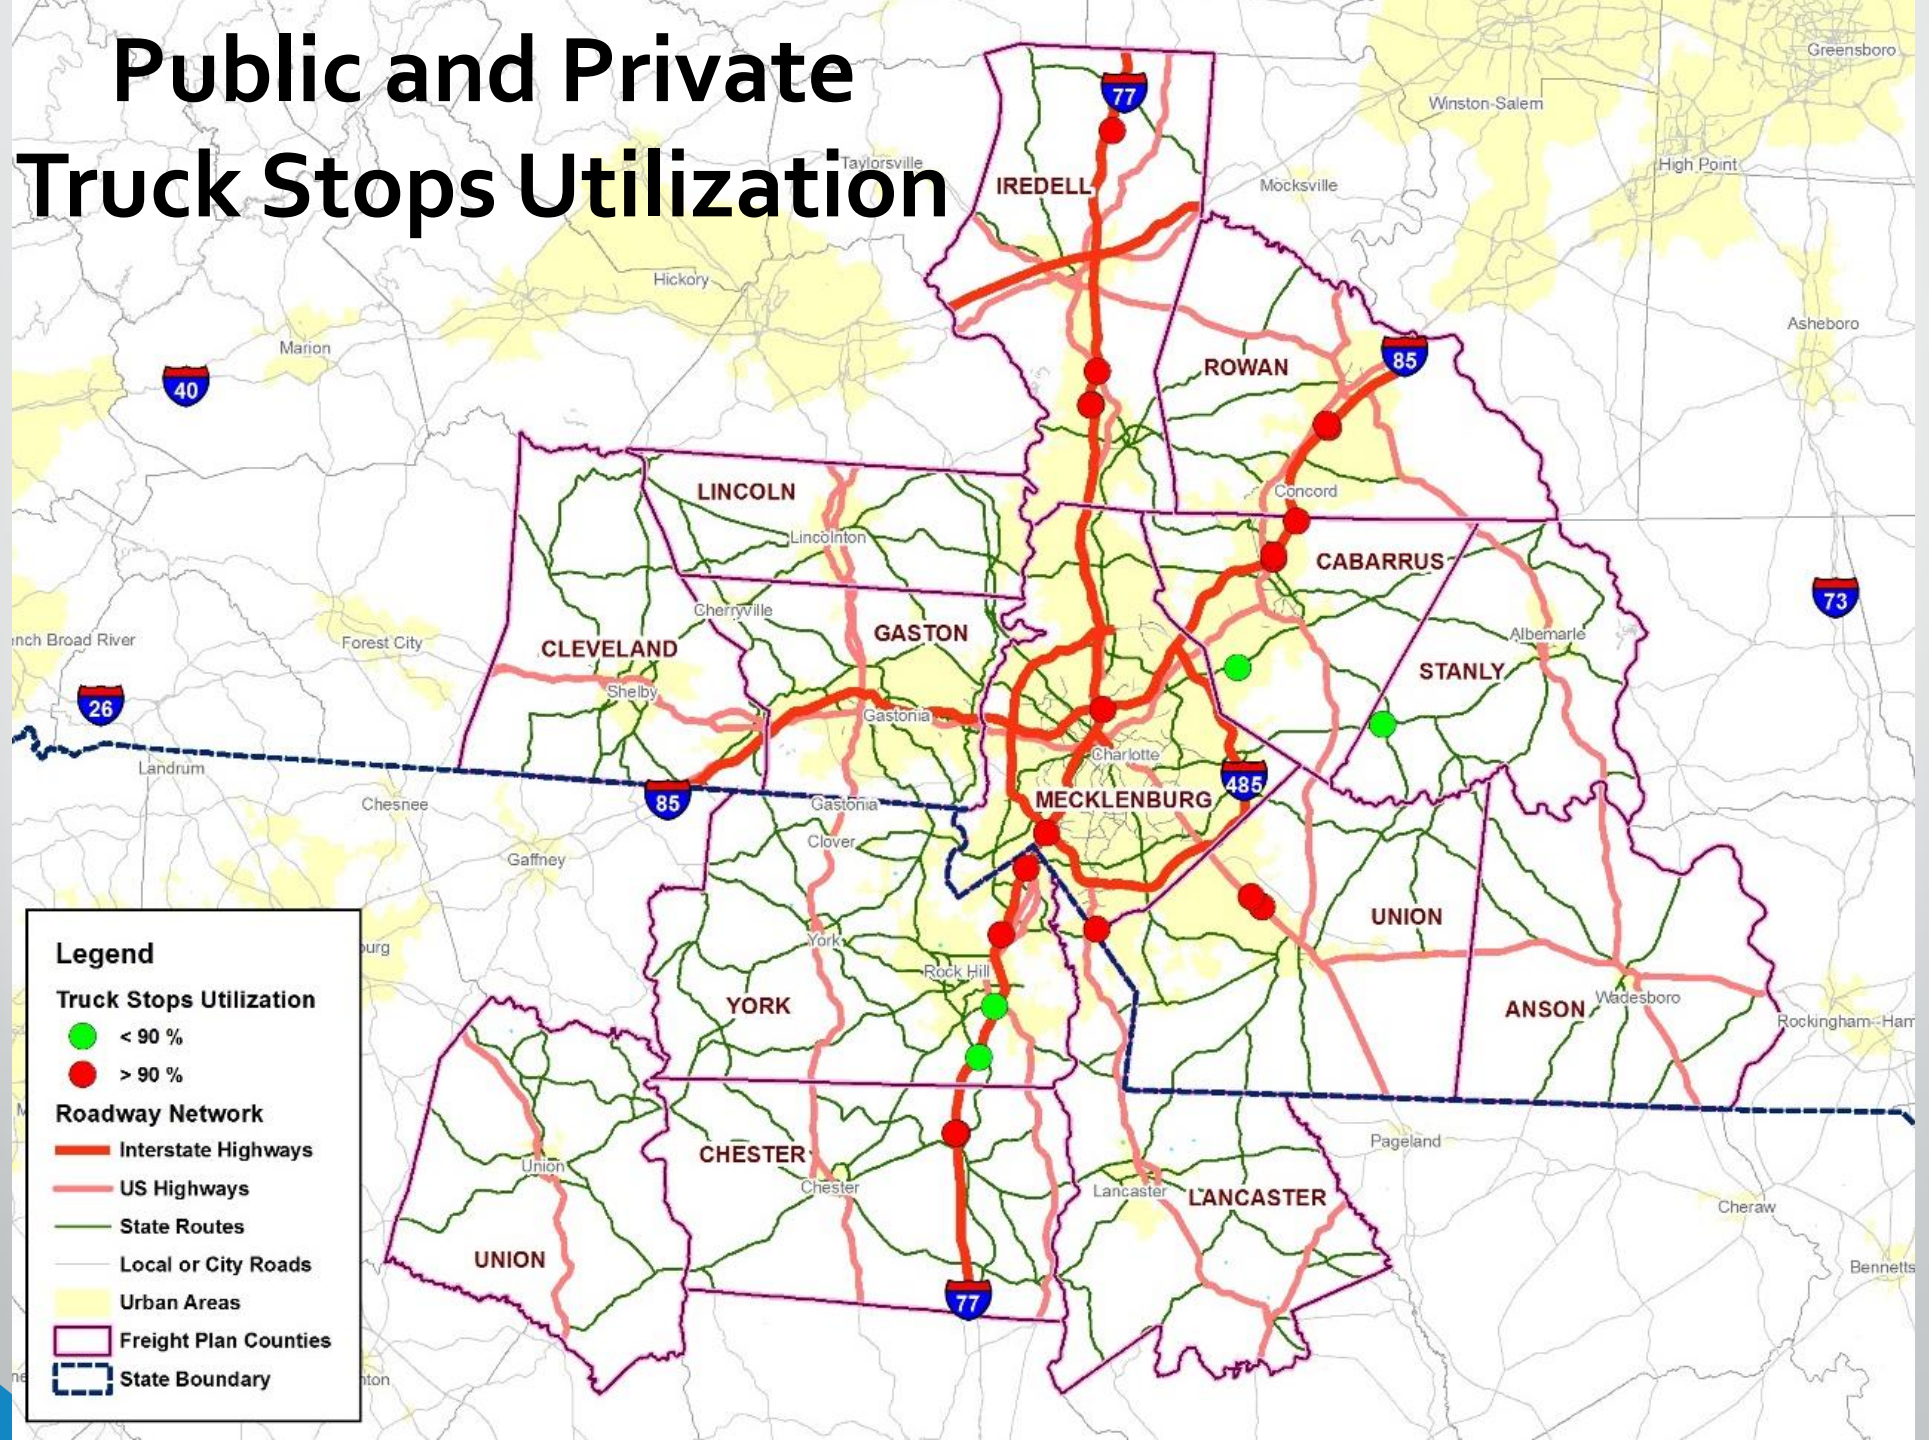 Public and Private
Truck Stops Utilization
Greensboro
77
Winston-Salem
Taylorsville
High Point
IREDELL
Mocksville
Hickory
Asheboro
Marion
40
85
ROWAN
LINCOLN
Concord
Lincolnton
CABARRUS
73
Cherryville
nch Broad River
Forest City
CLEVELAND
GASTON
Albemarle
STANLY
Shelby
26
Gastonia
Charlotte
Landrum
485
85
MECKLENBURG
Chesnee
Gastonia
Clover
Gaffney
UNION
burg
York
Rock Hill
YORK
ANSON
Wadesboro
Rockingham--Ham
Pageland
CHESTER
Union
Chester
Lancaster
LANCASTER
Cheraw
UNION
Bennetts
77
nton
Legend
Truck Stops Utilization
< 90 %
> 90 %
Roadway Network
Interstate Highways
US Highways
State Routes
Local or City Roads
Urban Areas
Freight Plan Counties
State Boundary